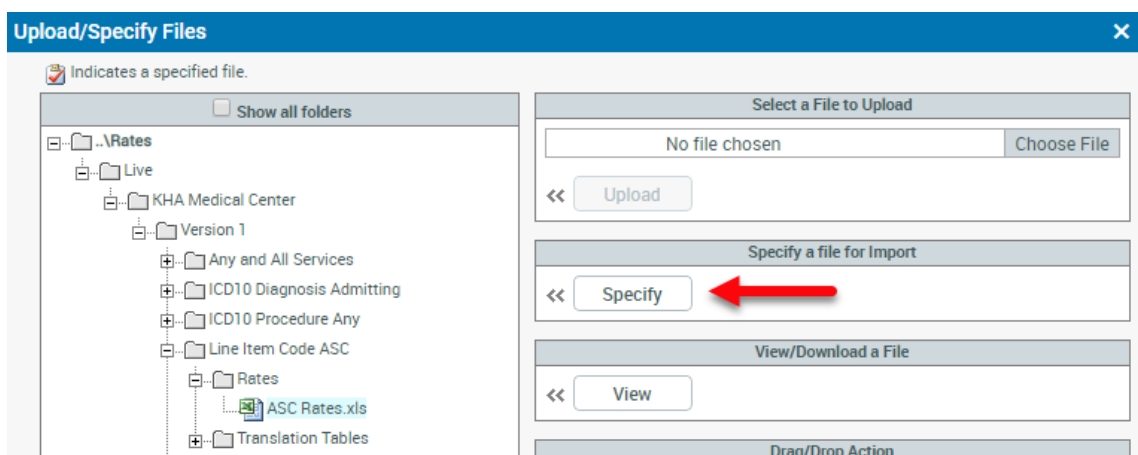 Upload/Specify Files
Indicates a specified file.
Show all folders
..\Rates
Live
KHA Medical Center
Version 1
Any and All Services
ICD10 Diagnosis Admitting
ICD10 Procedure Any
Line Item Code ASC
Rates
ASC Rates.xls
Translation Tables
Select a File to Upload
No file chosen
Choose File
<< Upload
Specify a file for Import
<< Specify
View/Download a File
<< View
Drag/Drop Action